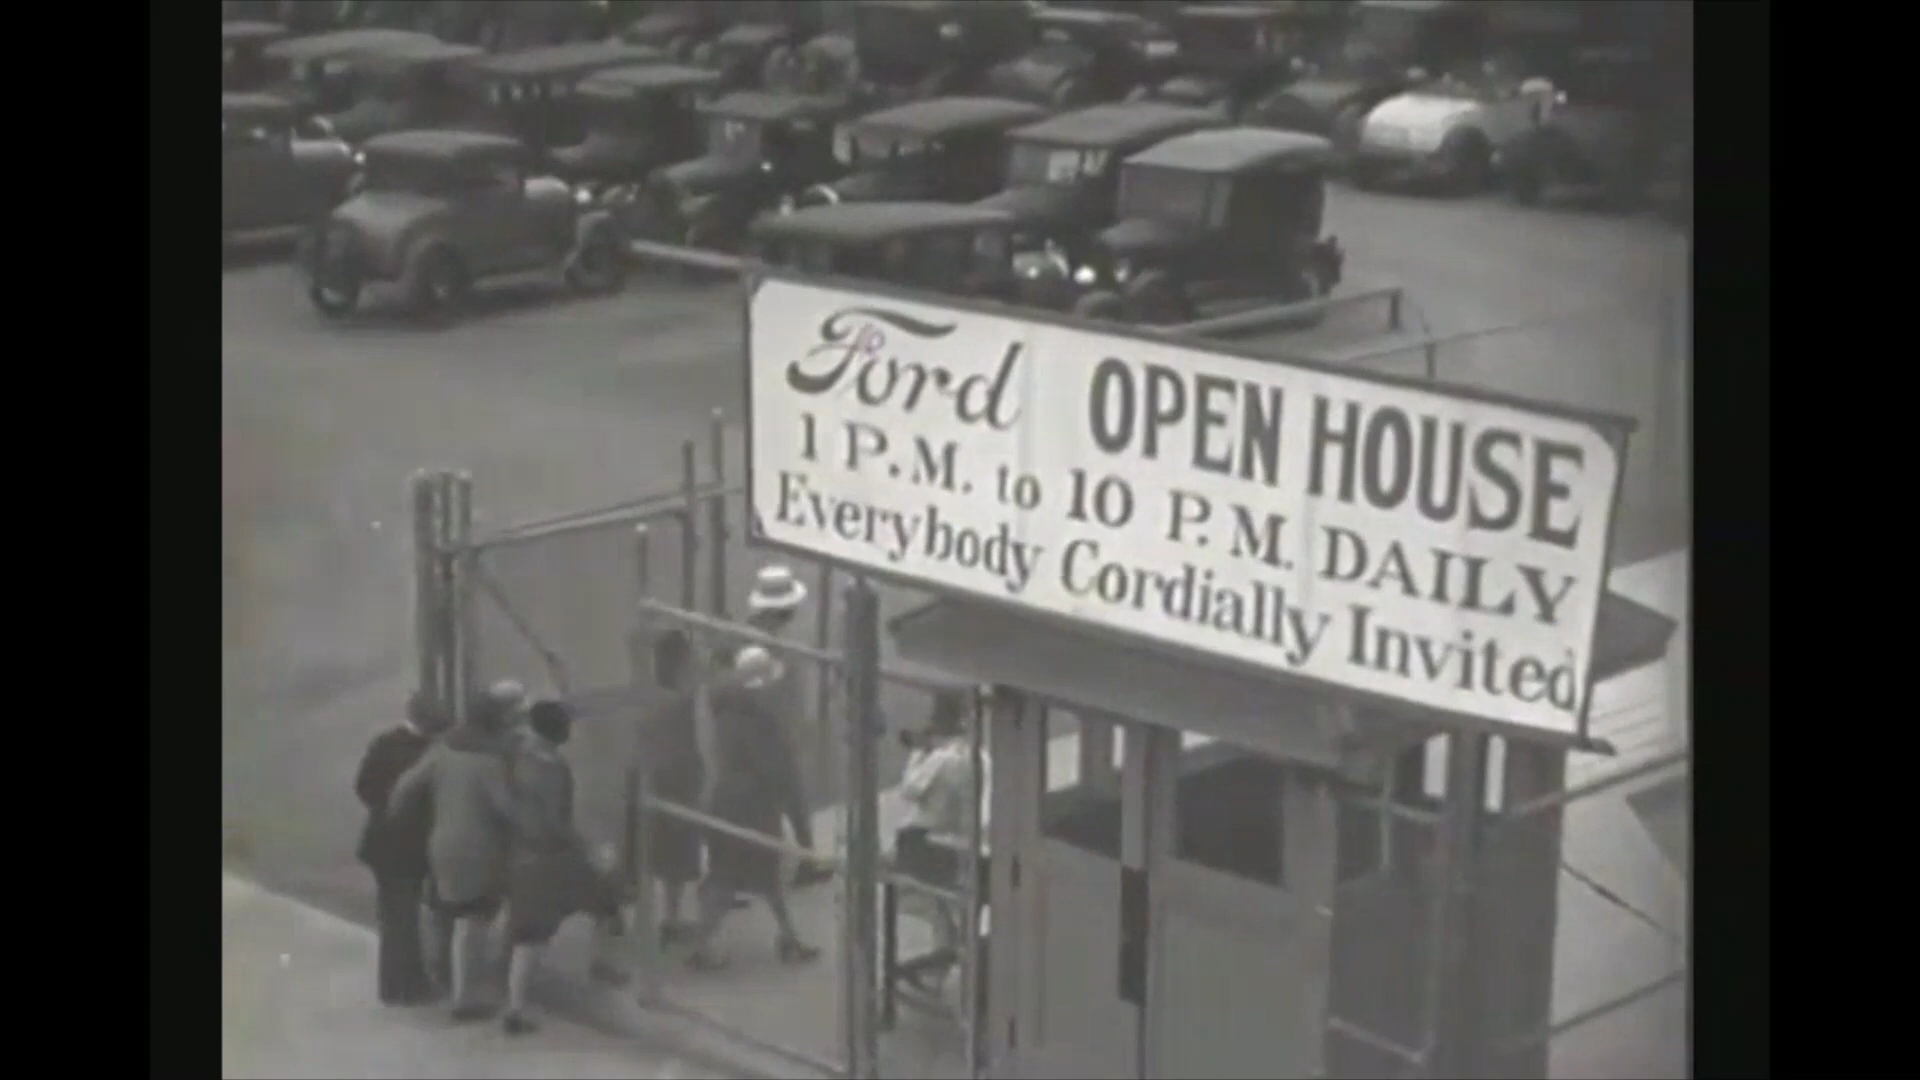 Ford OPEN HOUSE
1 P.M. to 10 P.M. DAILY
Everybody Cordially Invited